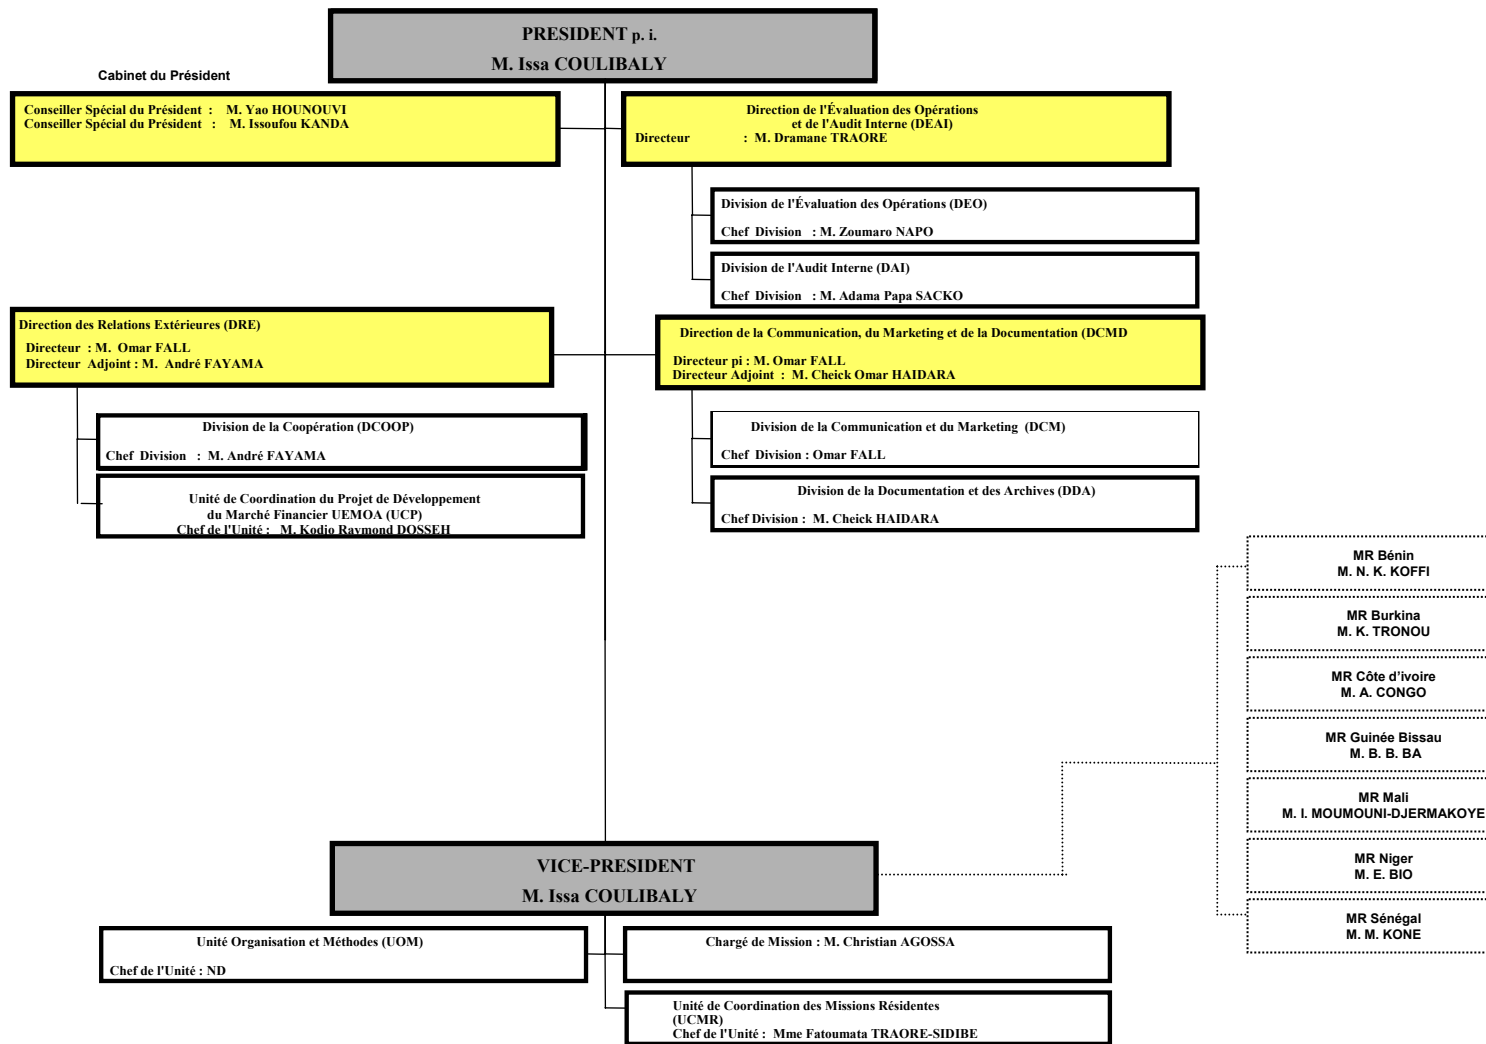 PRESIDENT p. i.
M. Issa COULIBALY
Cabinet du Président
Conseiller Spécial du Président : M. Yao HOUNOUVI
Conseiller Spécial du Président : M. Issoufou KANDA
Direction de l'Évaluation des Opérations
et de l'Audit Interne (DEAI)
Directeur : M. Dramane TRAORE
Division de l'Évaluation des Opérations (DEO)
Chef Division : M. Zoumaro NAPO
Division de l'Audit Interne (DAI)
Chef Division : M. Adama Papa SACKO
Direction des Relations Extérieures (DRE)
Directeur : M. Omar FALL
Directeur Adjoint : M. André FAYAMA
Direction de la Communication, du Marketing et de la Documentation (DCMD
Directeur pi : M. Omar FALL
Directeur Adjoint : M. Cheick Omar HAIDARA
Division de la Coopération (DCOOP)
Chef Division : M. André FAYAMA
Unité de Coordination du Projet de Développement
du Marché Financier UEMOA (UCP)
Chef de l'Unité : M. Kodjo Raymond DOSSEH
Division de la Communication et du Marketing (DCM)
Chef Division : Omar FALL
Division de la Documentation et des Archives (DDA)
Chef Division : M. Cheick HAIDARA
MR Bénin
M. N. K. KOFFI
MR Burkina
M. K. TRONOU
MR Côte d'ivoire
M. A. CONGO
MR Guinée Bissau
M. B. B. BA
MR Mali
M. I. MOUMOUNI-DJERMAKOYE
MR Niger
M. E. BIO
MR Sénégal
M. M. KONE
VICE-PRESIDENT
M. Issa COULIBALY
Unité Organisation et Méthodes (UOM)
Chef de l'Unité : ND
Chargé de Mission : M. Christian AGOSSA
Unité de Coordination des Missions Résidentes
(UCMR)
Chef de l'Unité : Mme Fatoumata TRAORE-SIDIBE